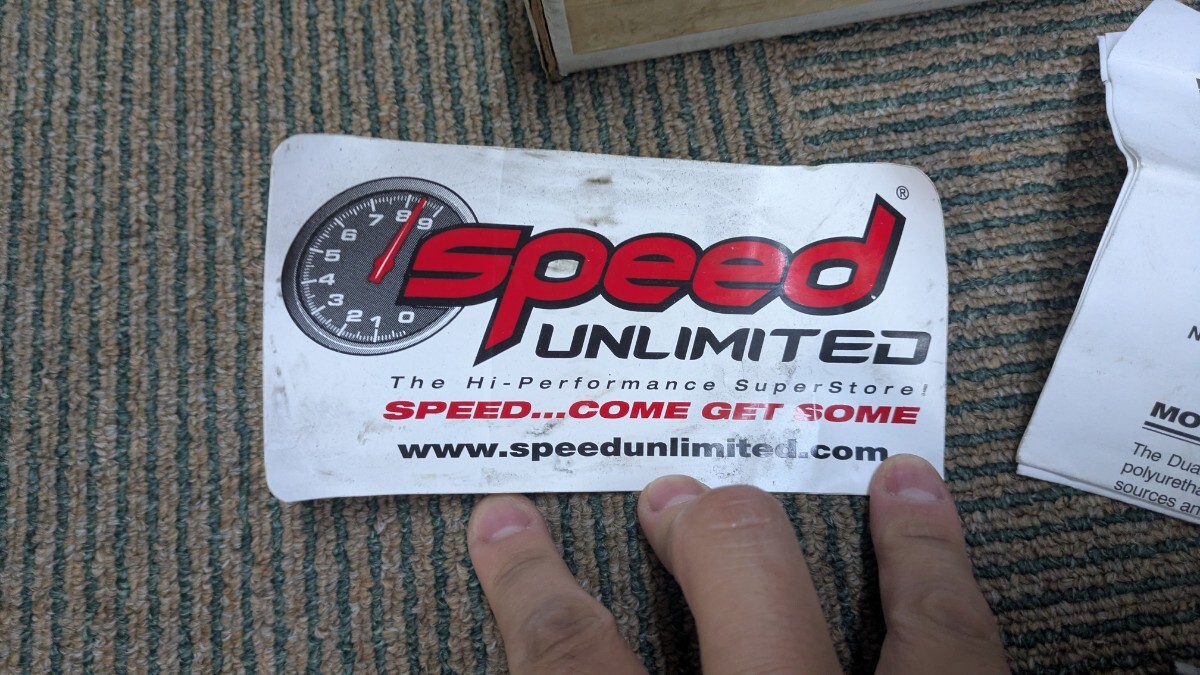 0 1 2 3 4 5 6 7 8 9
speed®
UNLIMITED
The Hi-Performance SuperStore!
SPEED...COME GET SOME
www.speedunlimited.com
The Dua
polyuretha
sources an